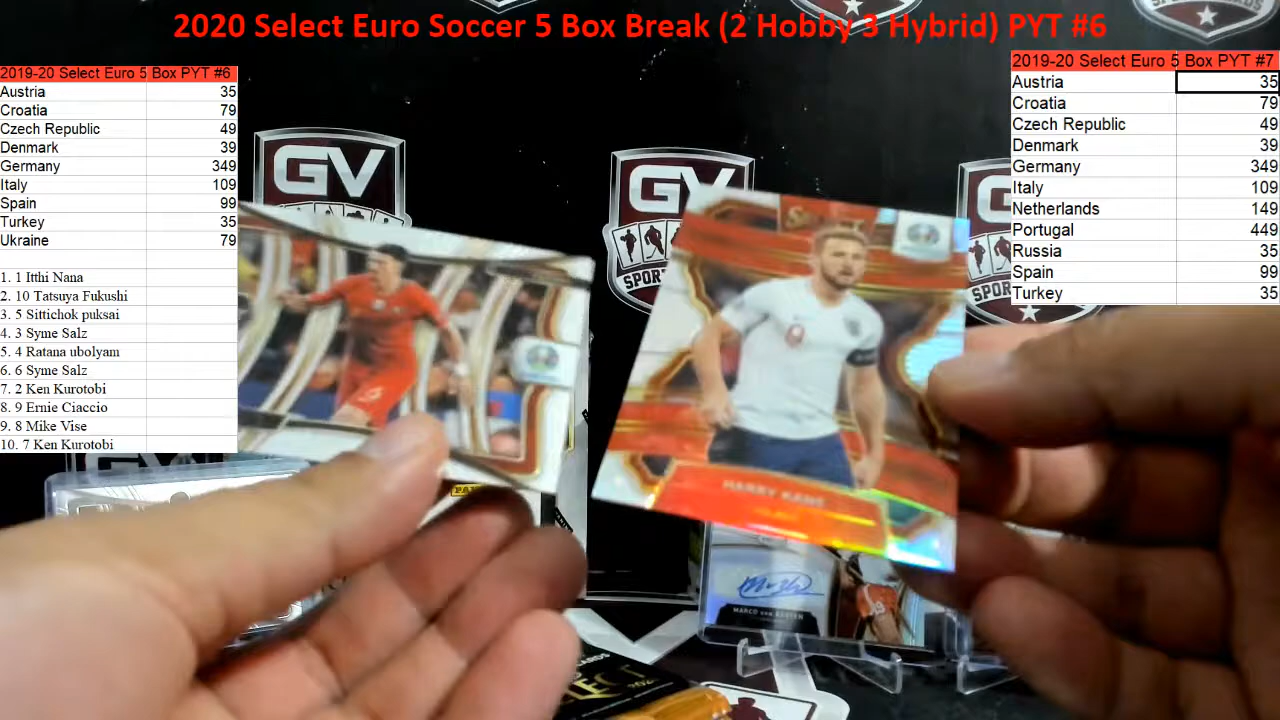 2020 Select Euro Soccer 5 Box Break (2 Hobby 3 Hybrid) PYT #6
2019-20 Select Euro 5 Box PYT #6
Austria 35
Croatia 79
Czech Republic 49
Denmark 39
Germany 349
Italy 109
Spain 99
Turkey 35
Ukraine 79
1. 1 Itthi Nana
2. 10 Tatsuya Fukushi
3. 5 Sittichok puksai
4. 3 Syme Salz
5. 4 Ratana ubolyam
6. 6 Syme Salz
7. 2 Ken Kurotobi
8. 9 Ernie Ciaccio
9. 8 Mike Vise
10. 7 Ken Kurotobi
2019-20 Select Euro 5 Box PYT #7
Austria 35
Croatia 79
Czech Republic 49
Denmark 39
Germany 349
Italy 109
Netherlands 149
Portugal 449
Russia 35
Spain 99
Turkey 35
GV
GV
SPOR
G
SPOR
HARRY KANE
MARCO VAN BASTEN
GV